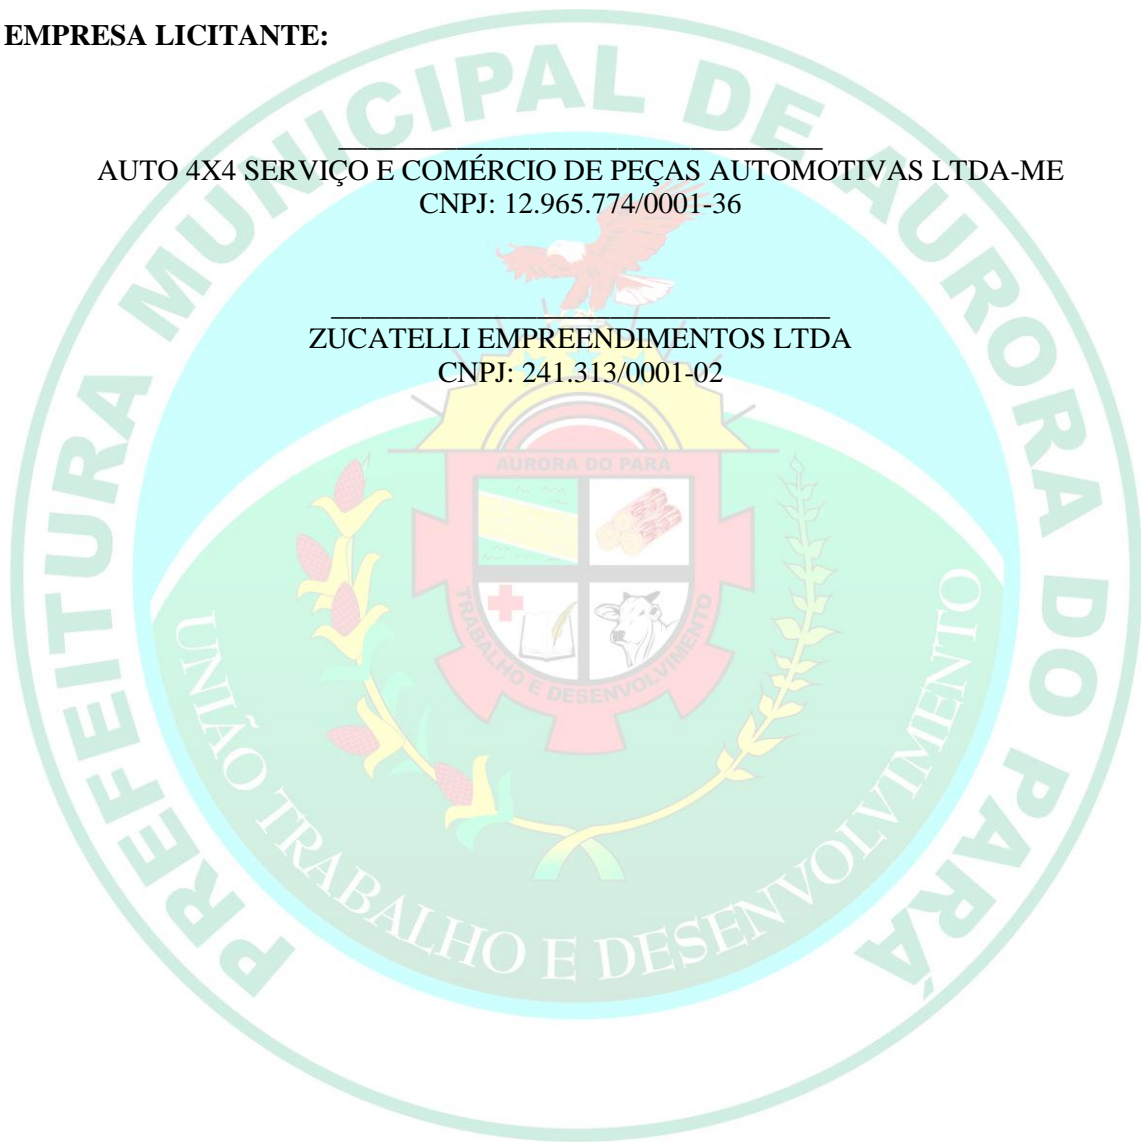 EMPRESA LICITANTE:
AUTO 4X4 SERVIÇO E COMÉRCIO DE PEÇAS AUTOMOTIVAS LTDA-ME
CNPJ: 12.965.774/0001-36
ZUCATELLI EMPREENDIMENTOS LTDA
CNPJ: 241.313/0001-02
PREFEITURA MUNICIPAL DE AURORA DO PARÁ
AURORA DO PARÁ
TRABALHO E DESENVOLVIMENTO
UNIÃO TRABALHO E DESENVOLVIMENTO